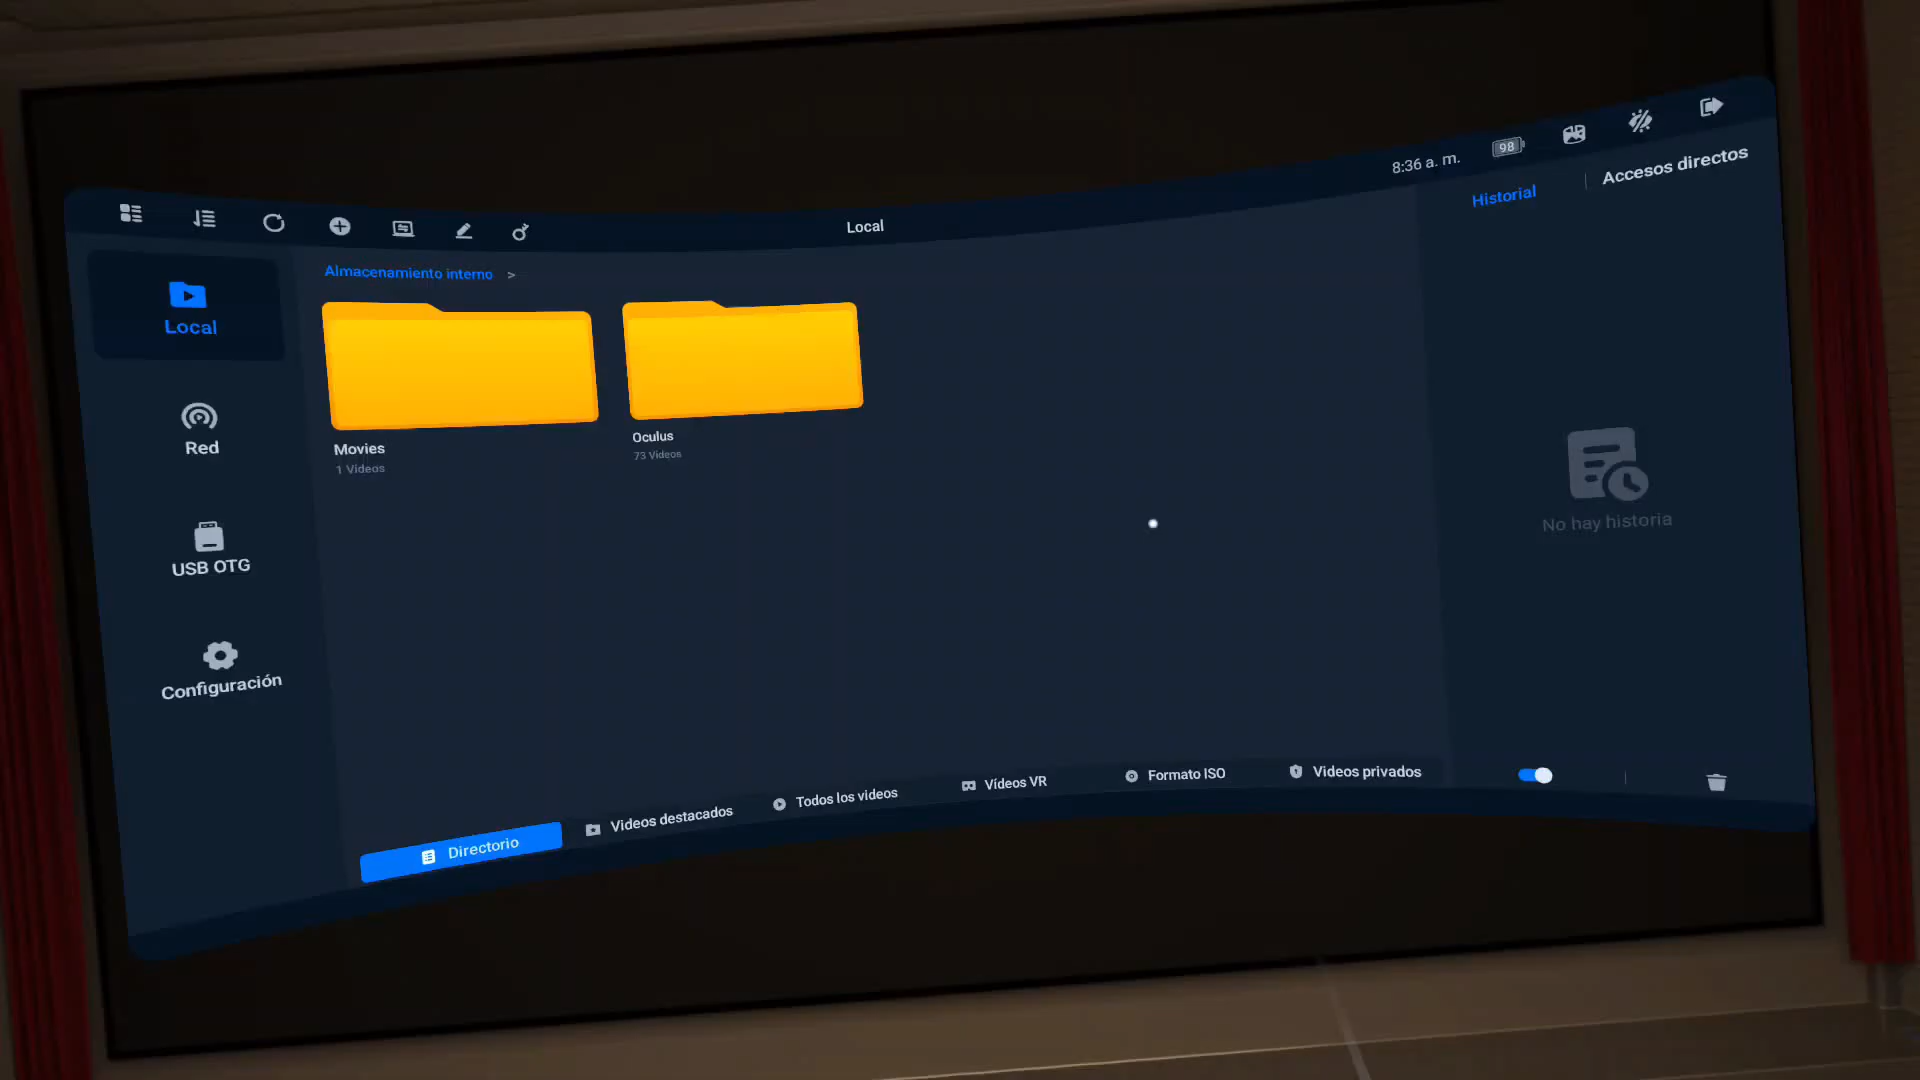 8:36 a. m.
98
Local
Historial
Accesos directos
Almacenamiento interno >
Local
Red
USB OTG
Configuración
Movies
1 Videos
Oculus
73 Videos
No hay historia
Directorio
Videos destacados
Todos los videos
Vídeos VR
Formato ISO
Videos privados